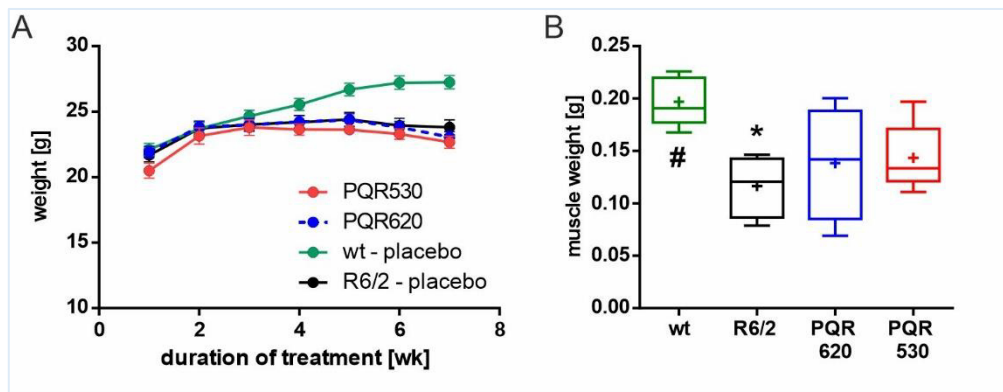 A
weight [g]
30
25
20
15
10
0
2
4
6
8
duration of treatment [wk]
PQR530
PQR620
wt - placebo
R6/2 - placebo
B
muscle weight [g]
0.25
0.20
0.15
0.10
0.05
0.00
#
*
wt
R6/2
PQR
620
PQR
530